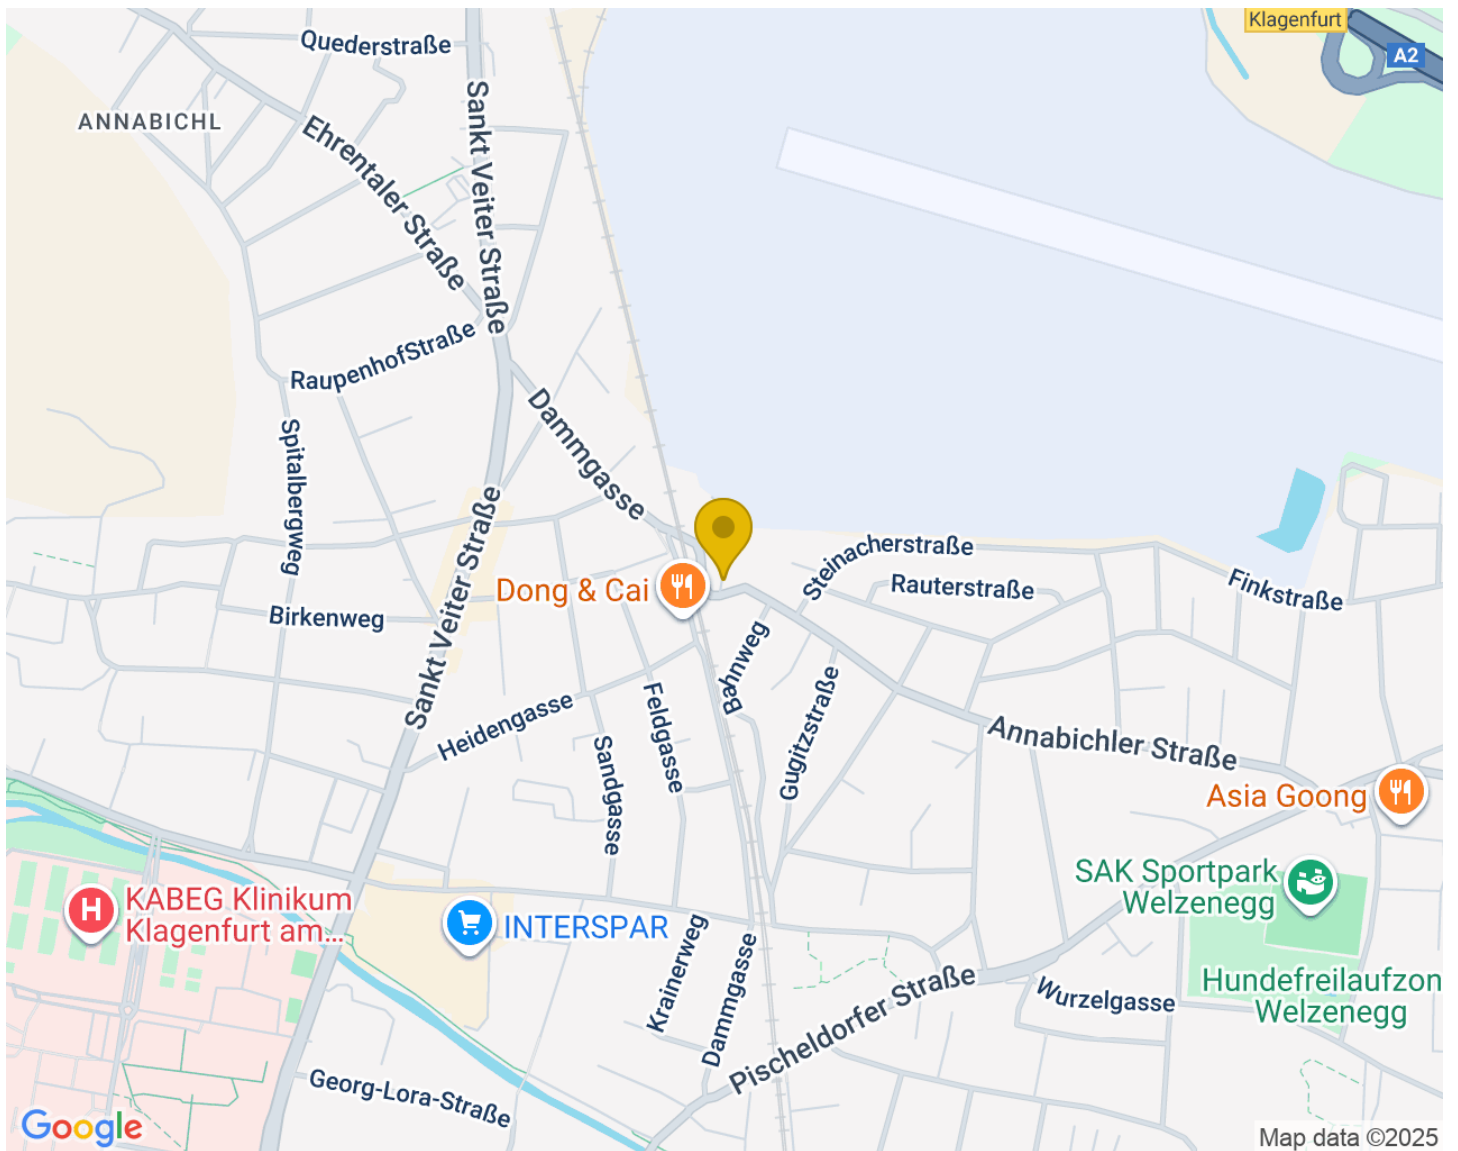 Klagenfurt
A2
Quederstraße
ANNABICHL
Ehrentaler Straße
Sankt Veiter Straße
RaupenhofStraße
Spitalbergweg
Dammgasse
Sankt Veiter Straße
Dong & Cai
Steinacherstraße
Rauterstraße
Finkstraße
Birkenweg
Bahnweg
Gugitzstraße
Heidengasse
Feldgasse
Sandgasse
Annabichler Straße
Asia Goong
SAK Sportpark
Welzenegg
H
KABEG Klinikum
Klagenfurt am...
INTERSPAR
Krainerweg
Dammgasse
Pischeldorfer Straße
Wurzelgasse
Hundefreilaufzon
Welzenegg
Georg-Lora-Straße
Google
Map data ©2025